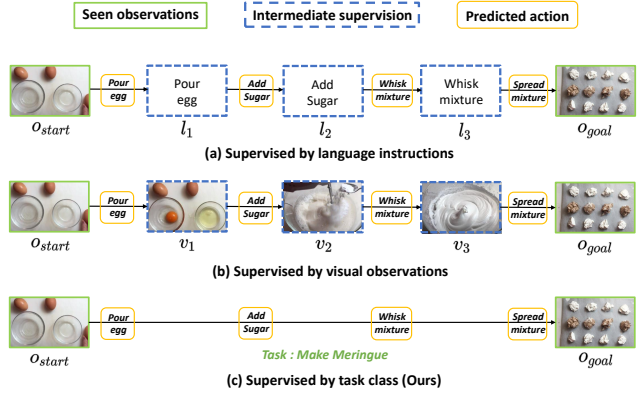 Seen observations
Intermediate supervision
Predicted action
Pour egg
Pour egg
Add Sugar
Add Sugar
Whisk mixture
Whisk mixture
Spread mixture
o_start
l_1
l_2
l_3
o_goal
(a) Supervised by language instructions
Pour egg
Add Sugar
Whisk mixture
Spread mixture
o_start
v_1
v_2
v_3
o_goal
(b) Supervised by visual observations
Pour egg
Add Sugar
Whisk mixture
Spread mixture
o_start
Task : Make Meringue
o_goal
(c) Supervised by task class (Ours)